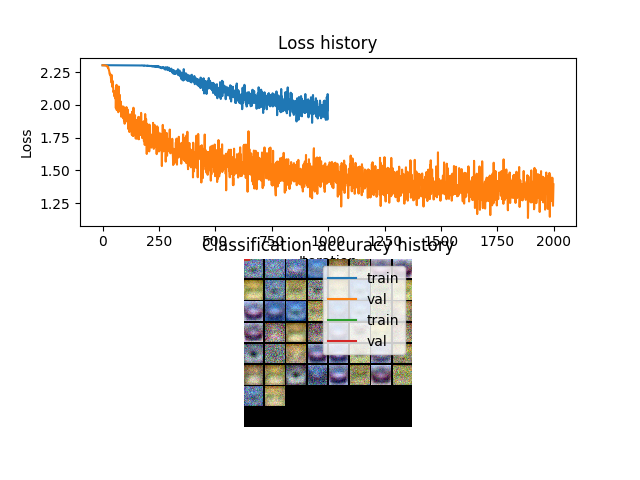 Loss history
Loss
2.25
2.00
1.75
1.50
1.25
0 250 500 750 1000 1250 1500 1750 2000
Iteration
Classification accuracy history
train
val
train
val